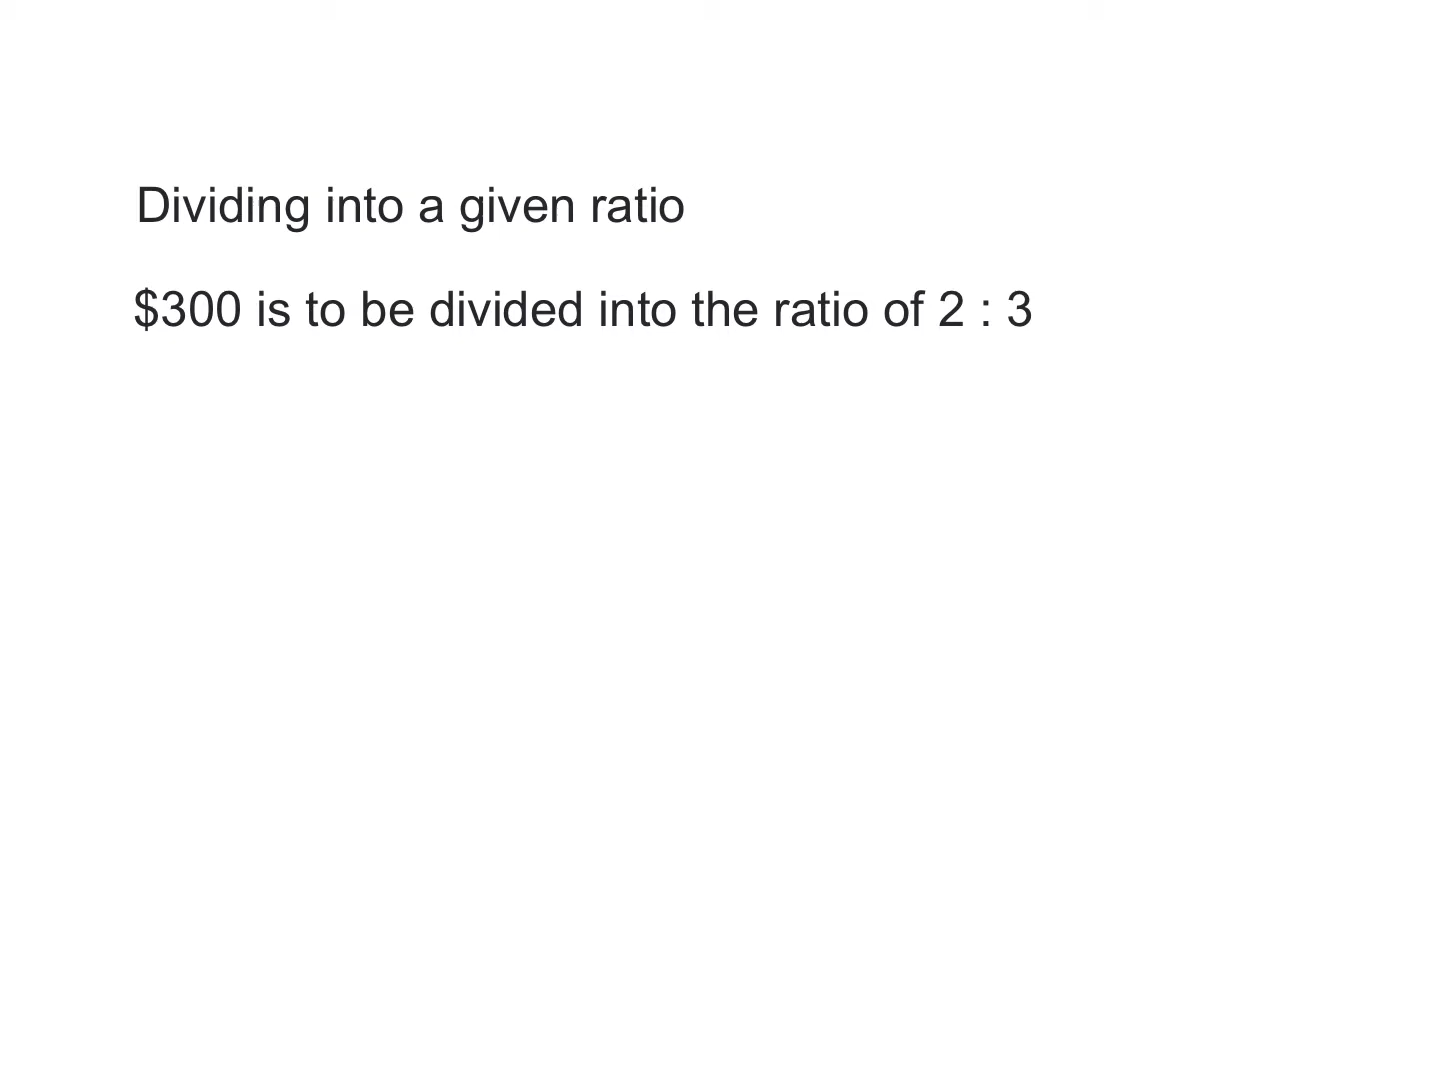 Dividing into a given ratio
$300 is to be divided into the ratio of 2 : 3